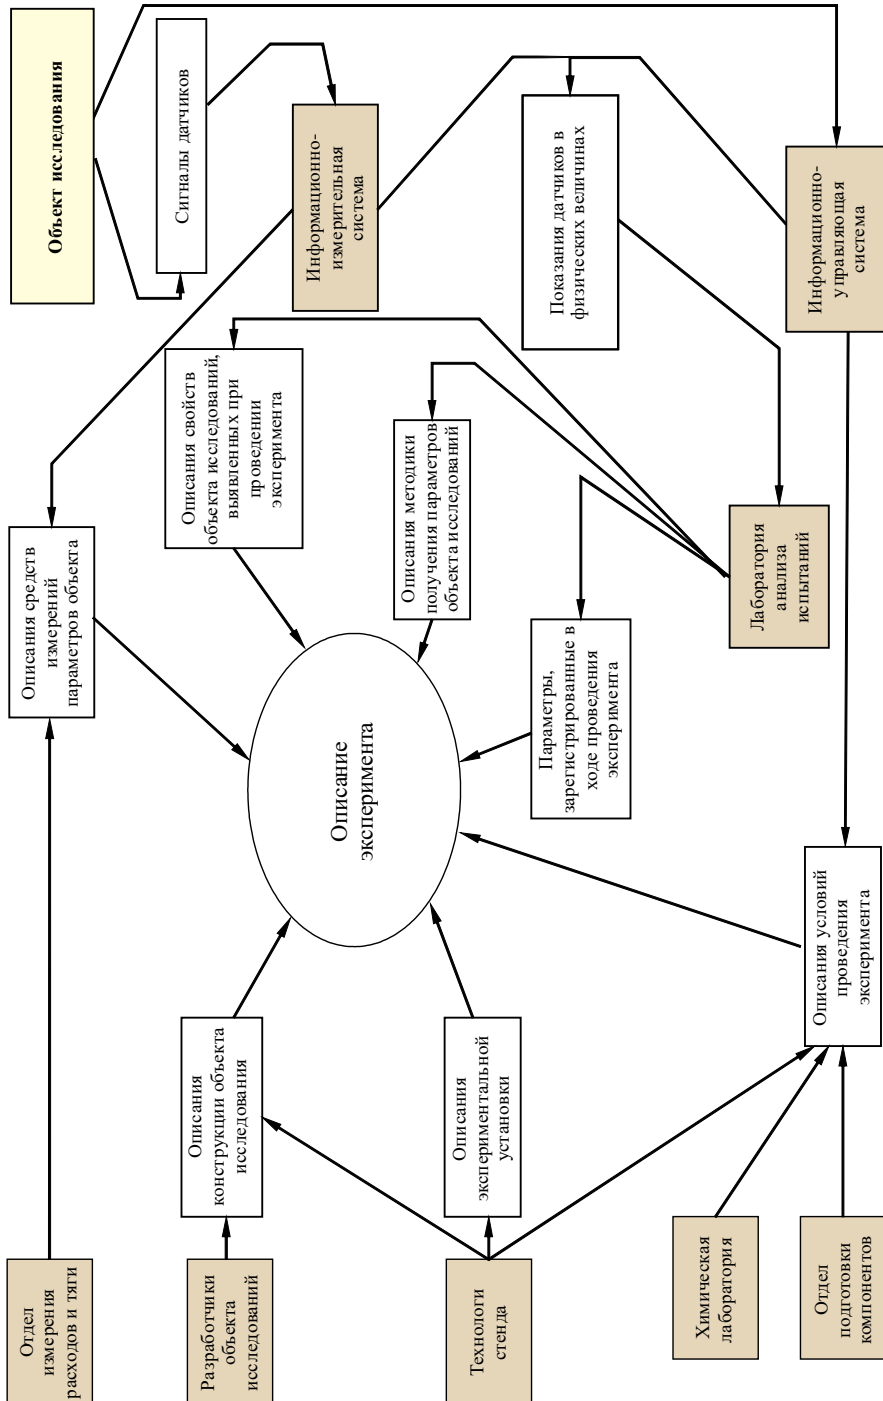 Объект исследования
Сигналы датчиков
Информационно-
измерительная
система
Показания датчиков в
физических величинах
Информационно-
управляющая
система
Описания средств
измерений
параметров объекта
Описания свойств
объекта исследований,
выявленных при
проведении
эксперимента
Описания методики
получения параметров
объекта исследований
Параметры,
зарегистрированные в
ходе проведения
эксперимента
Лаборатория
анализа
испытаний
Описание
эксперимента
Описания
конструкции объекта
исследования
Описания
экспериментальной
установки
Описания условий
проведения
эксперимента
Отдел
измерения
расходов и тяги
Разработчики
объекта
исследований
Технологи
стенда
Химическая
лаборатория
Отдел
подготовки
компонентов